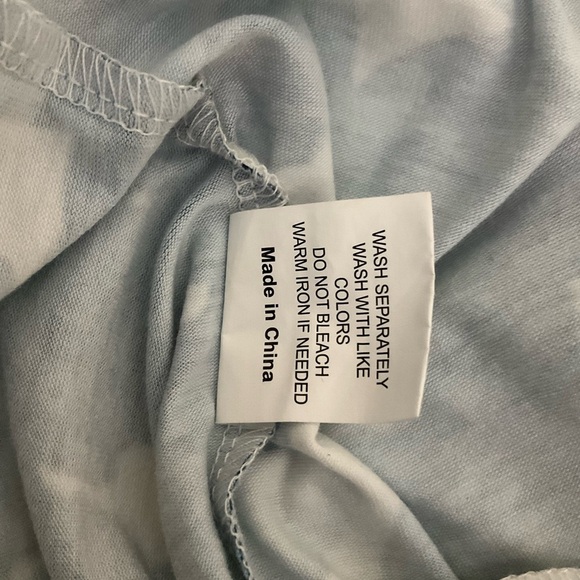 WASH SEPARATELY
WASH WITH LIKE
COLORS
DO NOT BLEACH
WARM IRON IF NEEDED
Made in China